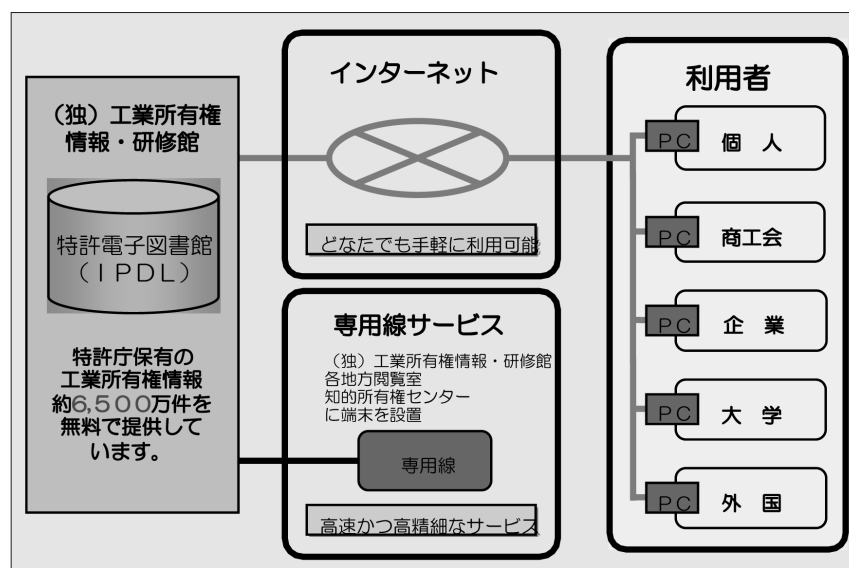 （独）工業所有権
情報・研修館
特許電子図書館
（ＩＰＤＬ）
特許庁保有の
工業所有権情報
約６,５００万件を
無料で提供して
います。
インターネット
どなたでも手軽に利用可能
専用線サービス
（独）工業所有権情報・研修館
各地方閲覧室
知的所有権センター
に端末を設置
専用線
高速かつ高精細なサービス
利用者
ＰＣ 個 人
ＰＣ 商工会
ＰＣ 企 業
ＰＣ 大 学
ＰＣ 外 国